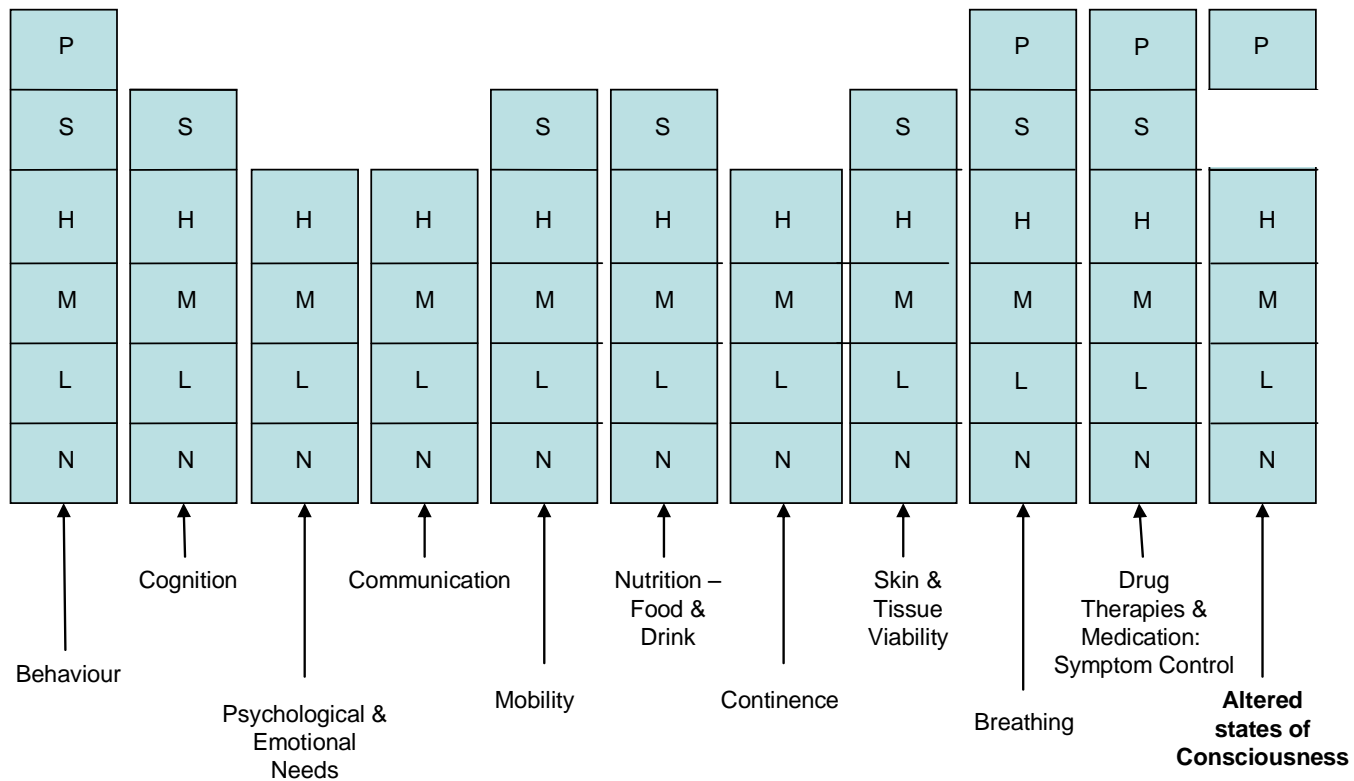 P P P P
S S S S S S S
H H H H H H H H H H H
M M M M M M M M M M M
L L L L L L L L L L L
N N N N N N N N N N N
Behaviour
Cognition
Psychological &
Emotional
Needs
Communication
Mobility
Nutrition –
Food &
Drink
Continence
Skin &
Tissue
Viability
Breathing
Drug
Therapies &
Medication:
Symptom Control
Altered
states of
Consciousness